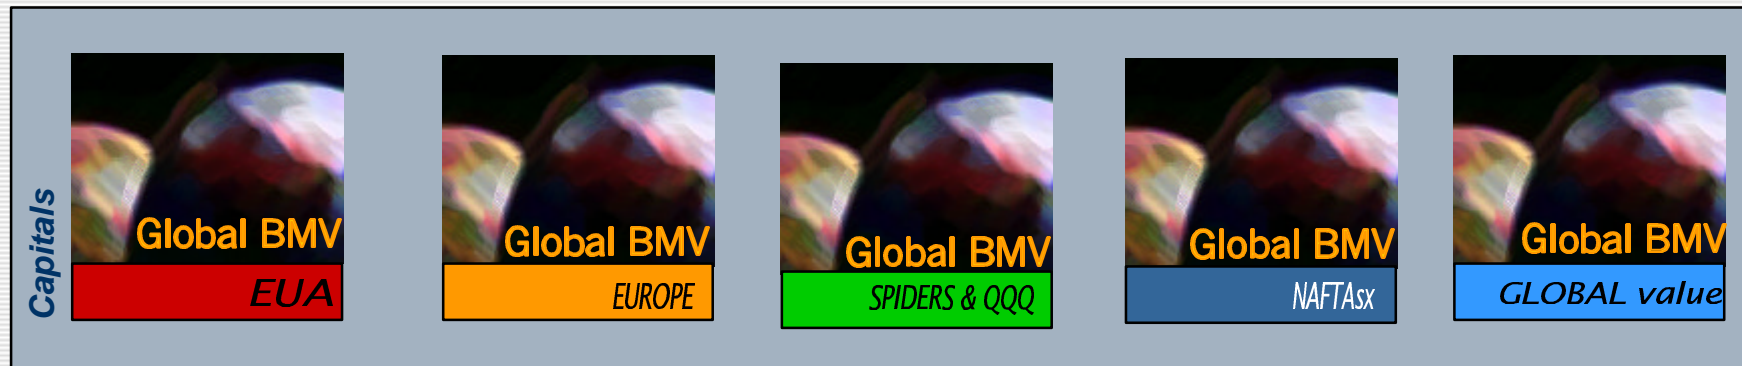 Capitals
Global BMV
EUA
Global BMV
EUROPE
Global BMV
SPIDERS & QQQ
Global BMV
NAFTAsx
Global BMV
GLOBAL value